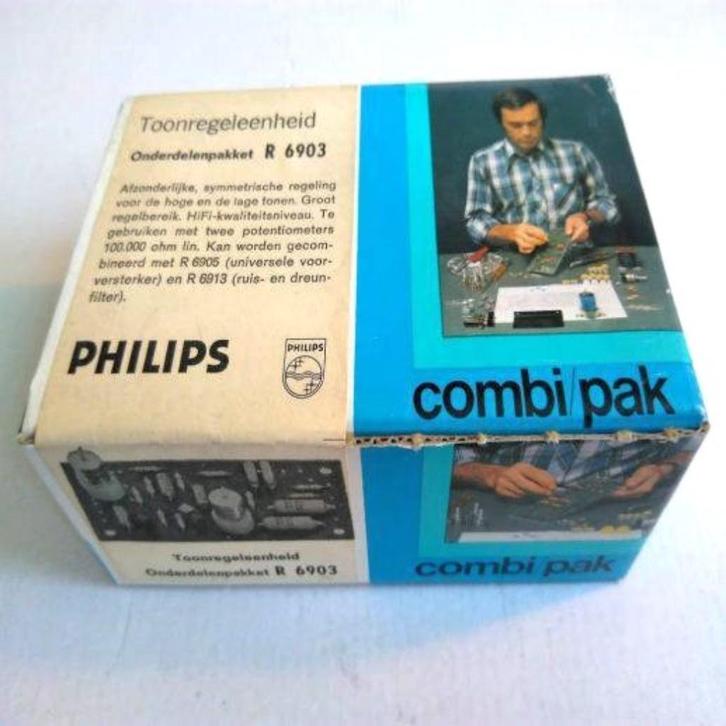 Toonregeleenheid
Onderdelenpakket R 6903
Afzonderlijke, symmetrische regeling
voor de hoge en de lage tonen. Groot
regelbereik. HiFi-kwaliteitsniveau. Te
gebruiken met twee potentiometers
100.000 ohm lin. Kan worden gecom-
bineerd met R 6905 (universele voor-
versterker) en R 6913 (ruis- en dreun-
filter).
PHILIPS
PHILIPS
combi/pak
Toonregeleenheid
Onderdelenpakket R 6903
combi/pak